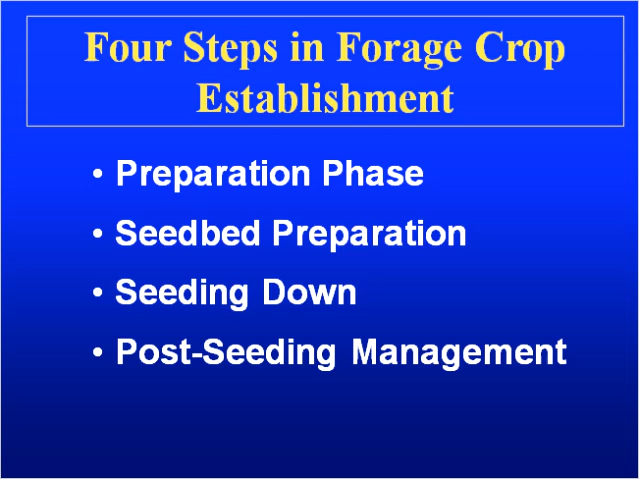 Four Steps in Forage Crop
Establishment
• Preparation Phase
• Seedbed Preparation
• Seeding Down
• Post-Seeding Management